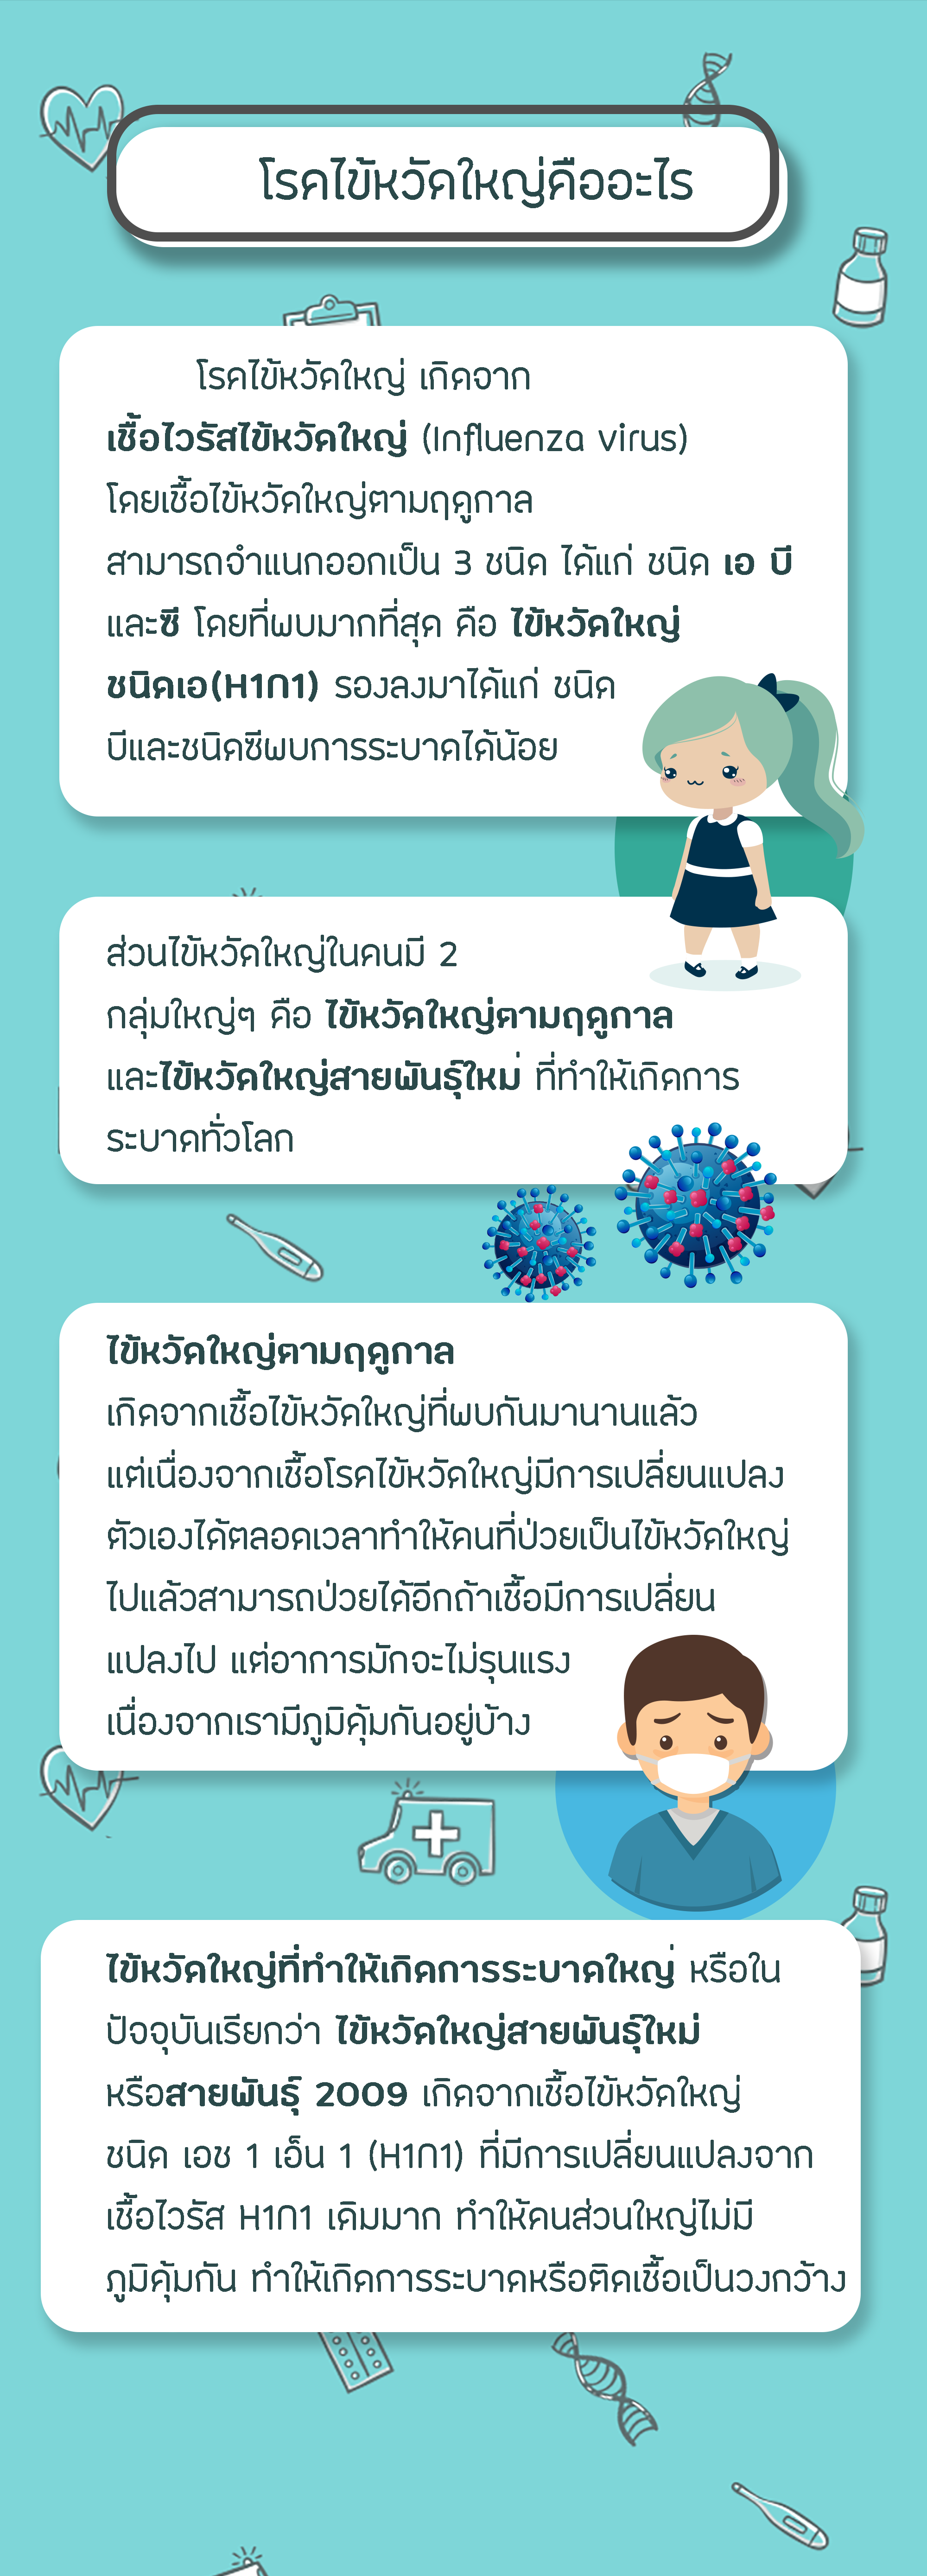 โรคไข้หวัดใหญ่คืออะไร
โรคไข้หวัดใหญ่ เกิดจาก
เชื้อไวรัสไข้หวัดใหญ่ (Influenza virus)
โดยเชื้อไข้หวัดใหญ่ตามฤดูกาล
สามารถจำแนกออกเป็น 3 ชนิด ได้แก่ ชนิด เอ บี
และซี โดยที่พบมากที่สุด คือ ไข้หวัดใหญ่
ชนิดเอ(H1N1) รองลงมาได้แก่ ชนิด
บีและชนิดซีพบการระบาดได้น้อย
ส่วนไข้หวัดใหญ่ในคนมี 2
กลุ่มใหญ่ๆ คือ ไข้หวัดใหญ่ตามฤดูกาล
และไข้หวัดใหญ่สายพันธุ์ใหม่ ที่ทำให้เกิดการ
ระบาดทั่วโลก
ไข้หวัดใหญ่ตามฤดูกาล
เกิดจากเชื้อไข้หวัดใหญ่ที่พบกันมานานแล้ว
แต่เนื่องจากเชื้อโรคไข้หวัดใหญ่มีการเปลี่ยนแปลง
ตัวเองได้ตลอดเวลาทำให้คนที่ป่วยเป็นไข้หวัดใหญ่
ไปแล้วสามารถป่วยได้อีกถ้าเชื้อมีการเปลี่ยน
แปลงไป แต่อาการมักจะไม่รุนแรง
เนื่องจากเรามีภูมิคุ้มกันอยู่บ้าง
ไข้หวัดใหญ่ที่ทำให้เกิดการระบาดใหญ่ หรือใน
ปัจจุบันเรียกว่า ไข้หวัดใหญ่สายพันธุ์ใหม่
หรือสายพันธุ์ 2009 เกิดจากเชื้อไข้หวัดใหญ่
ชนิด เอช 1 เอ็น 1 (H1N1) ที่มีการเปลี่ยนแปลงจาก
เชื้อไวรัส H1N1 เดิมมาก ทำให้คนส่วนใหญ่ไม่มี
ภูมิคุ้มกัน ทำให้เกิดการระบาดหรือติดเชื้อเป็นวงกว้าง